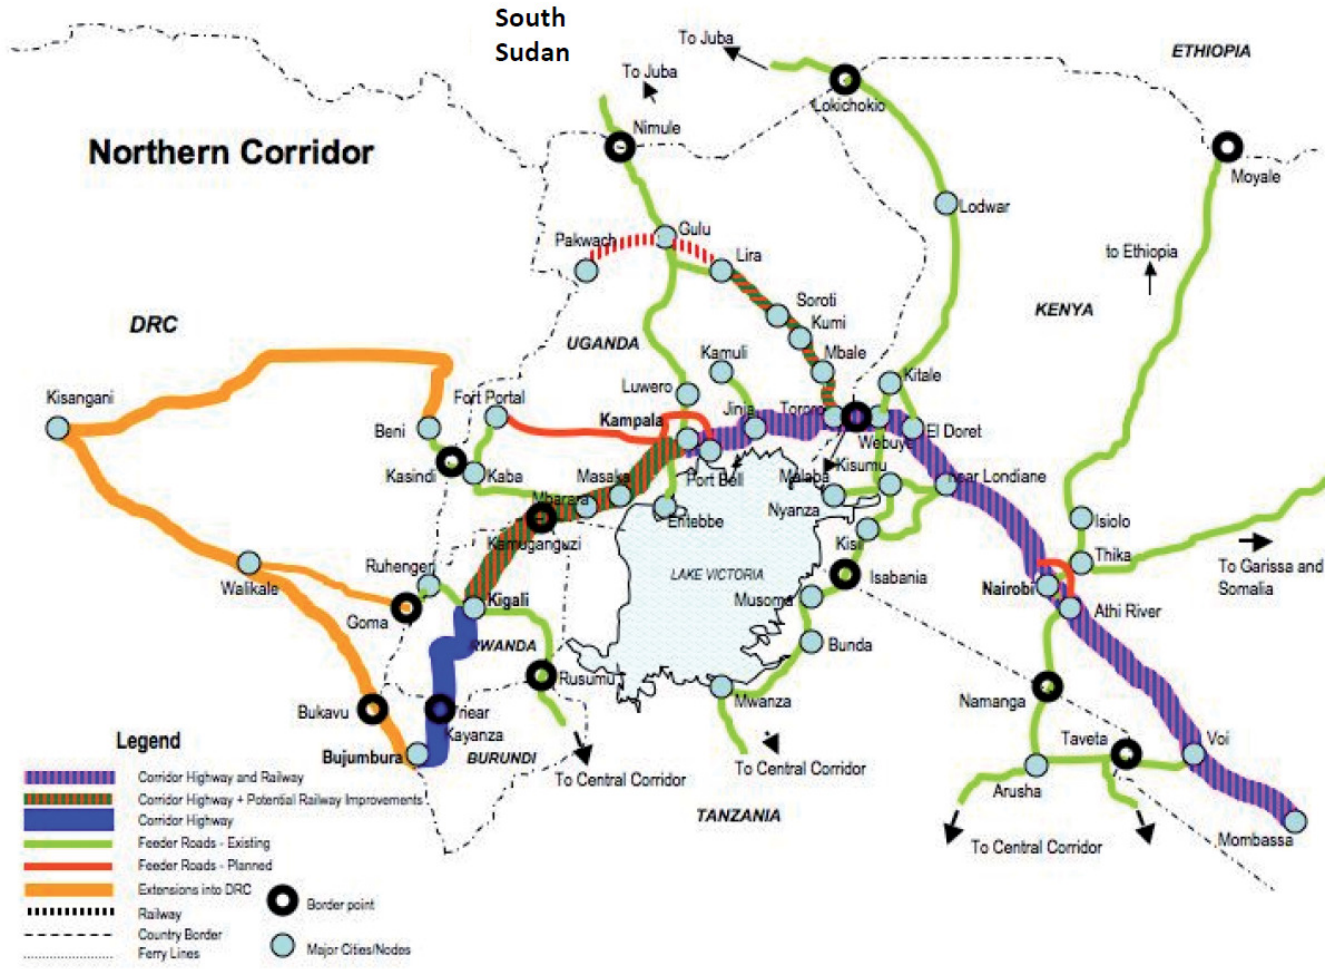 South
Sudan
To Juba
ETHIOPIA
To Juba
Lokichokio
Nimule
Northern Corridor
Moyale
Lodwar
Gulu
Pakwach
Lira
to Ethiopia
Soroti
KENYA
DRC
Kumi
UGANDA
Kamuli
Mbale
Kitale
Luwero
Kisangani
Fort Portal
Kampala
Jinja
Tororo
Beni
Webuye
El Doret
Kasindi
Kaba
Masaka
Port Bell
Malaba
Kisumu
near Londiane
Mbarara
Nyanza
Entebbe
Isiolo
Kamuganguzi
Kisii
Thika
Ruhengeri
LAKE VICTORIA
Isabania
To Garissa and
Somalia
Walikale
Nairobi
Kigali
Musoma
Athi River
Goma
RWANDA
Bunda
Rusumu
Mwanza
Namanga
Bukavu
near
Kayanza
Taveta
Voi
Legend
Bujumbura
BURUNDI
To Central Corridor
To Central Corridor
Arusha
Corridor Highway and Railway
Corridor Highway + Potential Railway Improvements
TANZANIA
Corridor Highway
Mombassa
Feeder Roads - Existing
To Central Corridor
Feeder Roads - Planned
Extensions into DRC
Border point
Railway
Country Border
Major Cities/Nodes
Ferry Lines